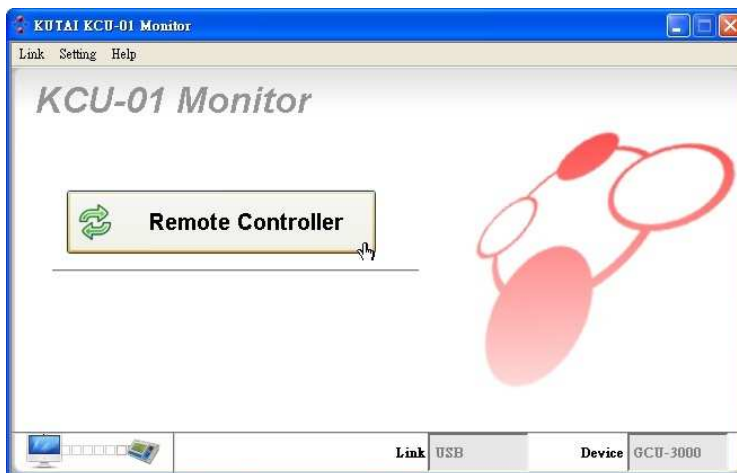 KUTAI KCU-01 Monitor
Link Setting Help
KCU-01 Monitor
Remote Controller
Link USB Device GCU-3000